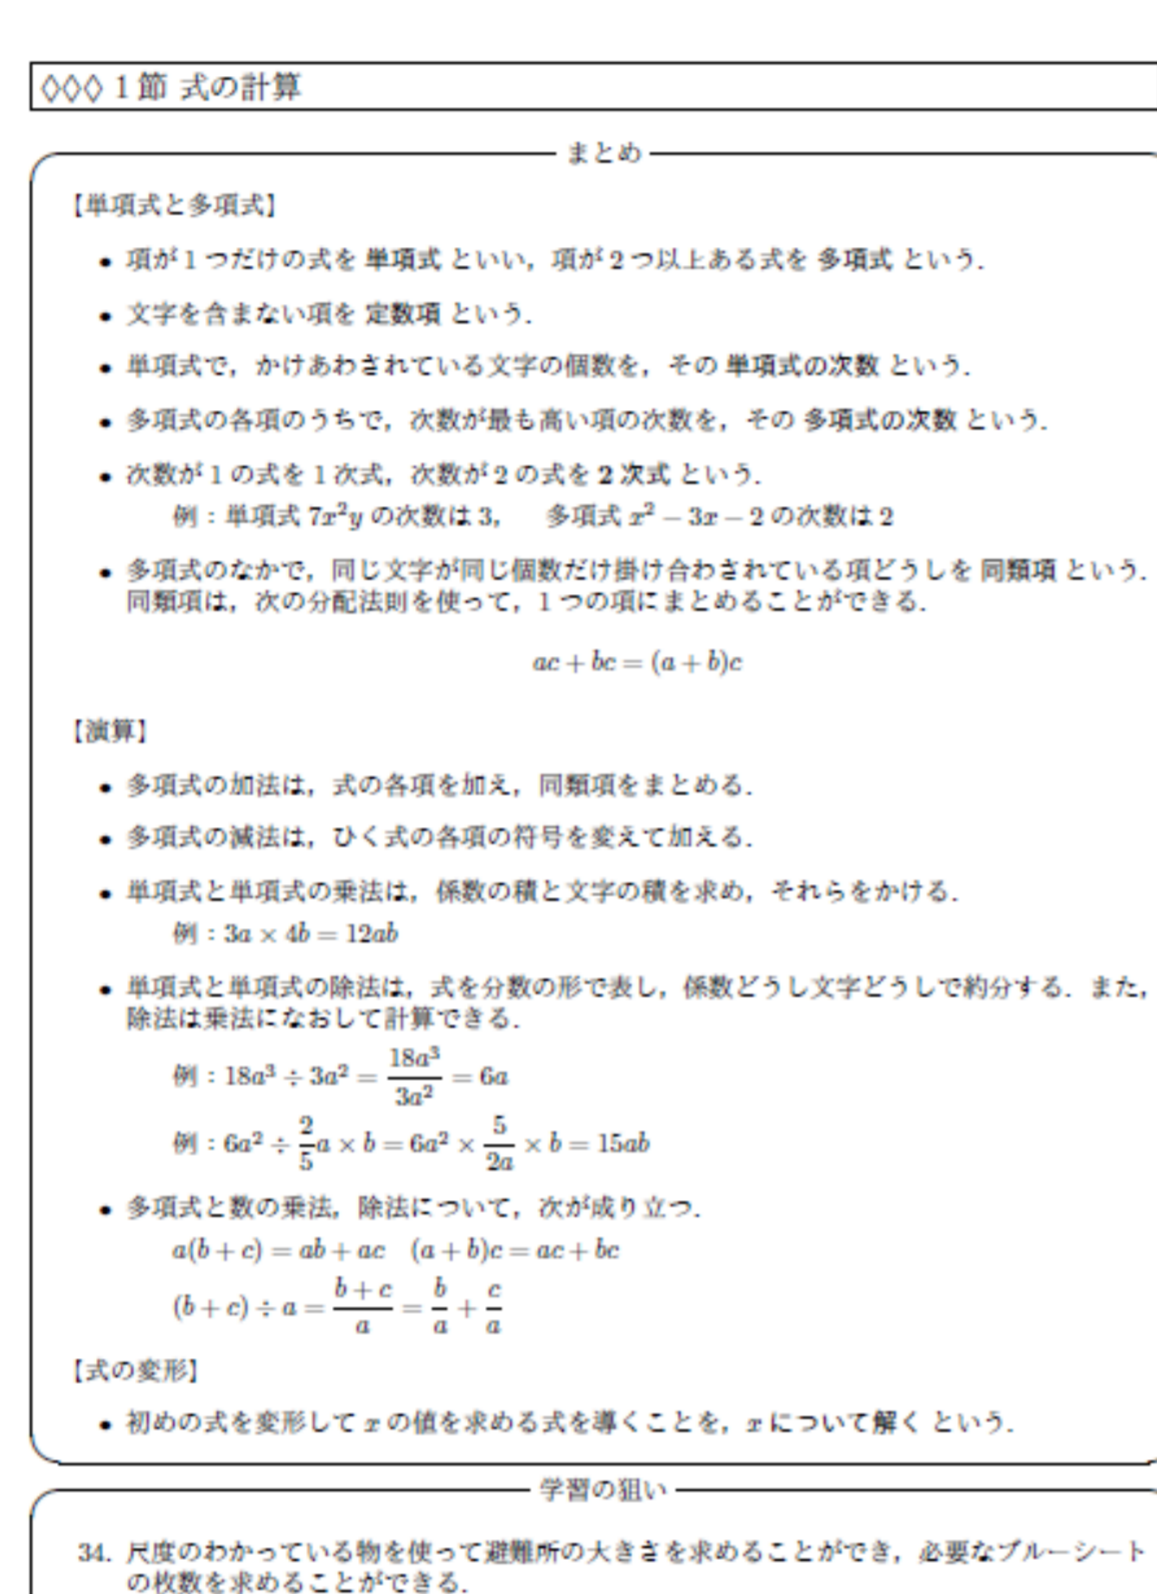 ◇◇◇ 1節 式の計算
まとめ
【単項式と多項式】
• 項が1つだけの式を 単項式 といい，項が2つ以上ある式を 多項式 という．
• 文字を含まない項を 定数項 という．
• 単項式で，かけあわされている文字の個数を，その 単項式の次数 という．
• 多項式の各項のうちで，次数が最も高い項の次数を，その 多項式の次数 という．
• 次数が1の式を1次式，次数が2の式を 2次式 という．
例：単項式 7x²y の次数は 3，　多項式 x² − 3x − 2 の次数は 2
• 多項式のなかで，同じ文字が同じ個数だけ掛け合わされている項どうしを 同類項 という．
同類項は，次の分配法則を使って，1つの項にまとめることができる．
ac + bc = (a + b)c
【演算】
• 多項式の加法は，式の各項を加え，同類項をまとめる．
• 多項式の減法は，ひく式の各項の符号を変えて加える．
• 単項式と単項式の乗法は，係数の積と文字の積を求め，それらをかける．
例：3a × 4b = 12ab
• 単項式と単項式の除法は，式を分数の形で表し，係数どうし文字どうしで約分する．また，
除法は乗法になおして計算できる．
例：18a³ ÷ 3a² = 18a³/3a² = 6a
例：6a² ÷ 2/5 a × b = 6a² × 5/2a × b = 15ab
• 多項式と数の乗法，除法について，次が成り立つ．
a(b + c) = ab + ac　(a + b)c = ac + bc
(b + c) ÷ a = b + c/a = b/a + c/a
【式の変形】
• 初めの式を変形して x の値を求める式を導くことを，x について解く という．
学習の狙い
34. 尺度のわかっている物を使って避難所の大きさを求めることができ，必要なブルーシート
の枚数を求めることができる．